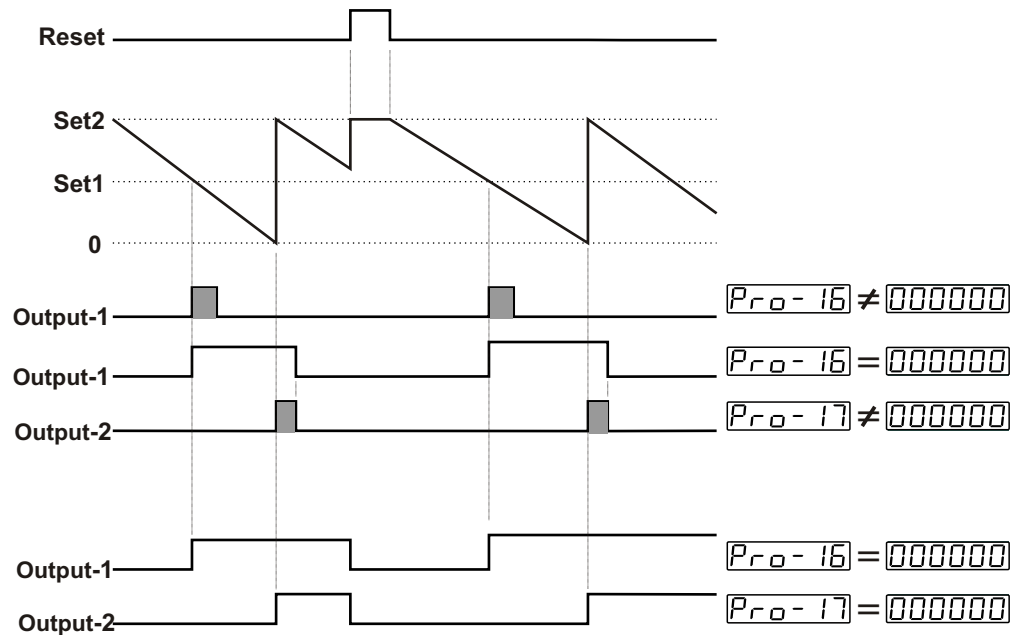 Reset
Set2
Set1
0
Output-1 Pro-16 ≠ 000000
Output-1 Pro-16 = 000000
Output-2 Pro-17 ≠ 000000
Output-1 Pro-16 = 000000
Output-2 Pro-17 = 000000